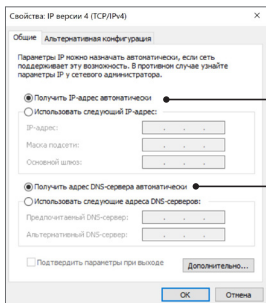 Свойства: IP версии 4 (TCP/IPv4)
Общие Альтернативная конфигурация
Параметры IP можно назначать автоматически, если сеть
поддерживает эту возможность. В противном случае узнайте
параметры IP у сетевого администратора.
Получить IP-адрес автоматически
Использовать следующий IP-адрес:
IP-адрес:
Маска подсети:
Основной шлюз:
Получить адрес DNS-сервера автоматически
Использовать следующие адреса DNS-серверов:
Предпочитаемый DNS-сервер:
Альтернативный DNS-сервер:
Подтвердить параметры при выходе
Дополнительно...
OK Отмена